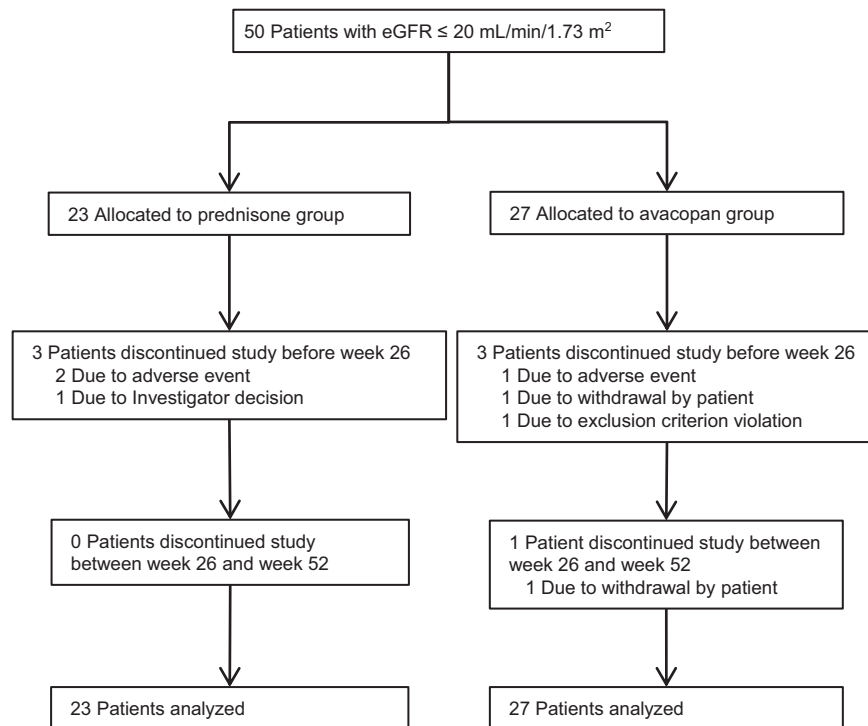 50 Patients with eGFR ≤ 20 mL/min/1.73 m²
23 Allocated to prednisone group
27 Allocated to avacopan group
3 Patients discontinued study before week 26
2 Due to adverse event
1 Due to Investigator decision
3 Patients discontinued study before week 26
1 Due to adverse event
1 Due to withdrawal by patient
1 Due to exclusion criterion violation
0 Patients discontinued study
between week 26 and week 52
1 Patient discontinued study between
week 26 and week 52
1 Due to withdrawal by patient
23 Patients analyzed
27 Patients analyzed